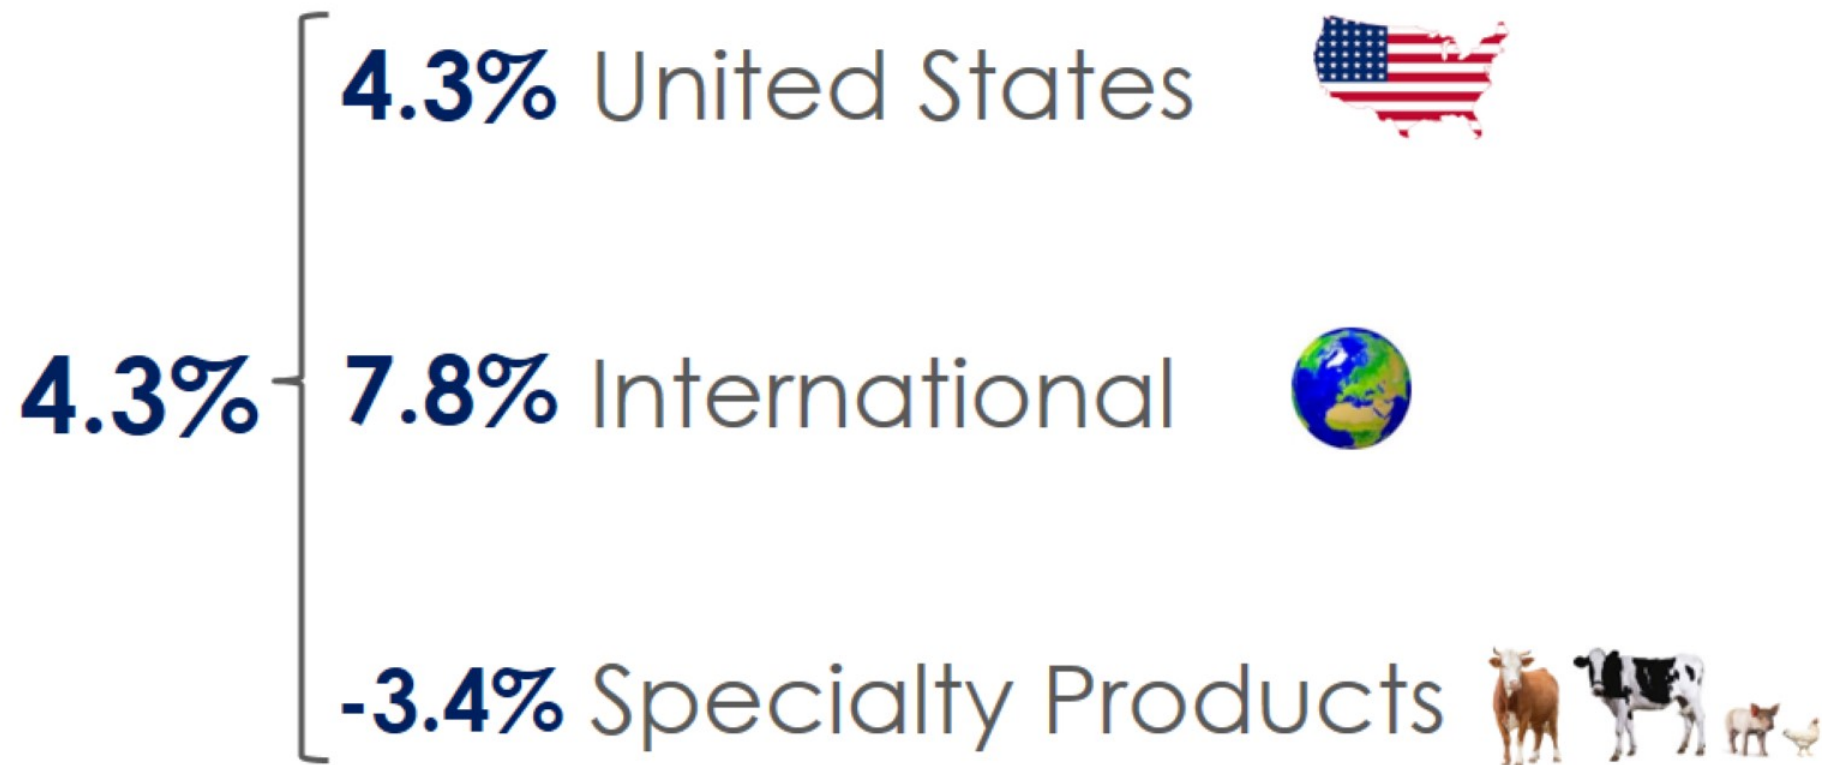 4.3% United States
4.3% 7.8% International
-3.4% Specialty Products